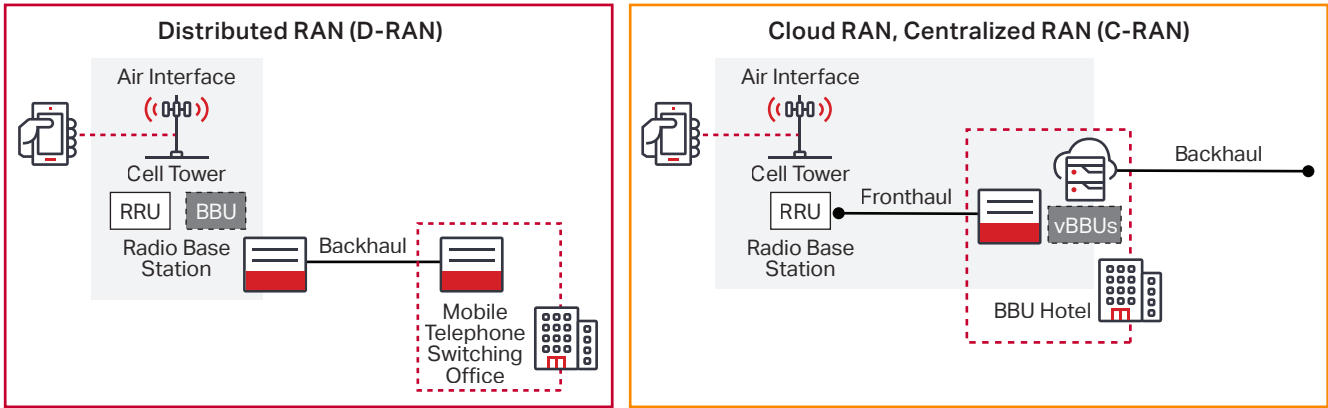 Distributed RAN (D-RAN)
Air Interface
Cell Tower
RRU
BBU
Radio Base
Station
Backhaul
Mobile
Telephone
Switching
Office
Cloud RAN, Centralized RAN (C-RAN)
Air Interface
Cell Tower
RRU
Radio Base
Station
Fronthaul
vBBUs
Backhaul
BBU Hotel